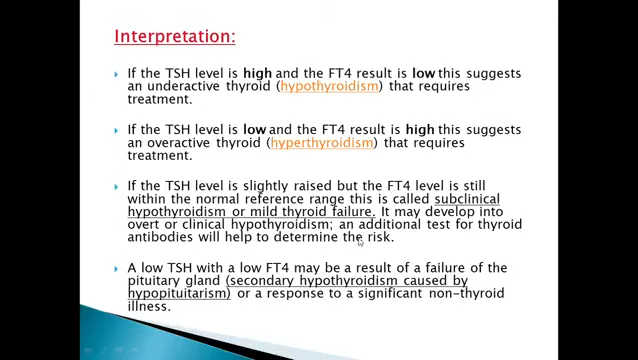 Interpretation:
If the TSH level is high and the FT4 result is low this suggests
an underactive thyroid (hypothyroidism) that requires
treatment.
If the TSH level is low and the FT4 result is high this suggests
an overactive thyroid (hyperthyroidism) that requires
treatment.
If the TSH level is slightly raised but the FT4 level is still
within the normal reference range this is called subclinical
hypothyroidism or mild thyroid failure. It may develop into
overt or clinical hypothyroidism; an additional test for thyroid
antibodies will help to determine the risk.
A low TSH with a low FT4 may be a result of a failure of the
pituitary gland (secondary hypothyroidism caused by
hypopituitarism) or a response to a significant non-thyroid
illness.